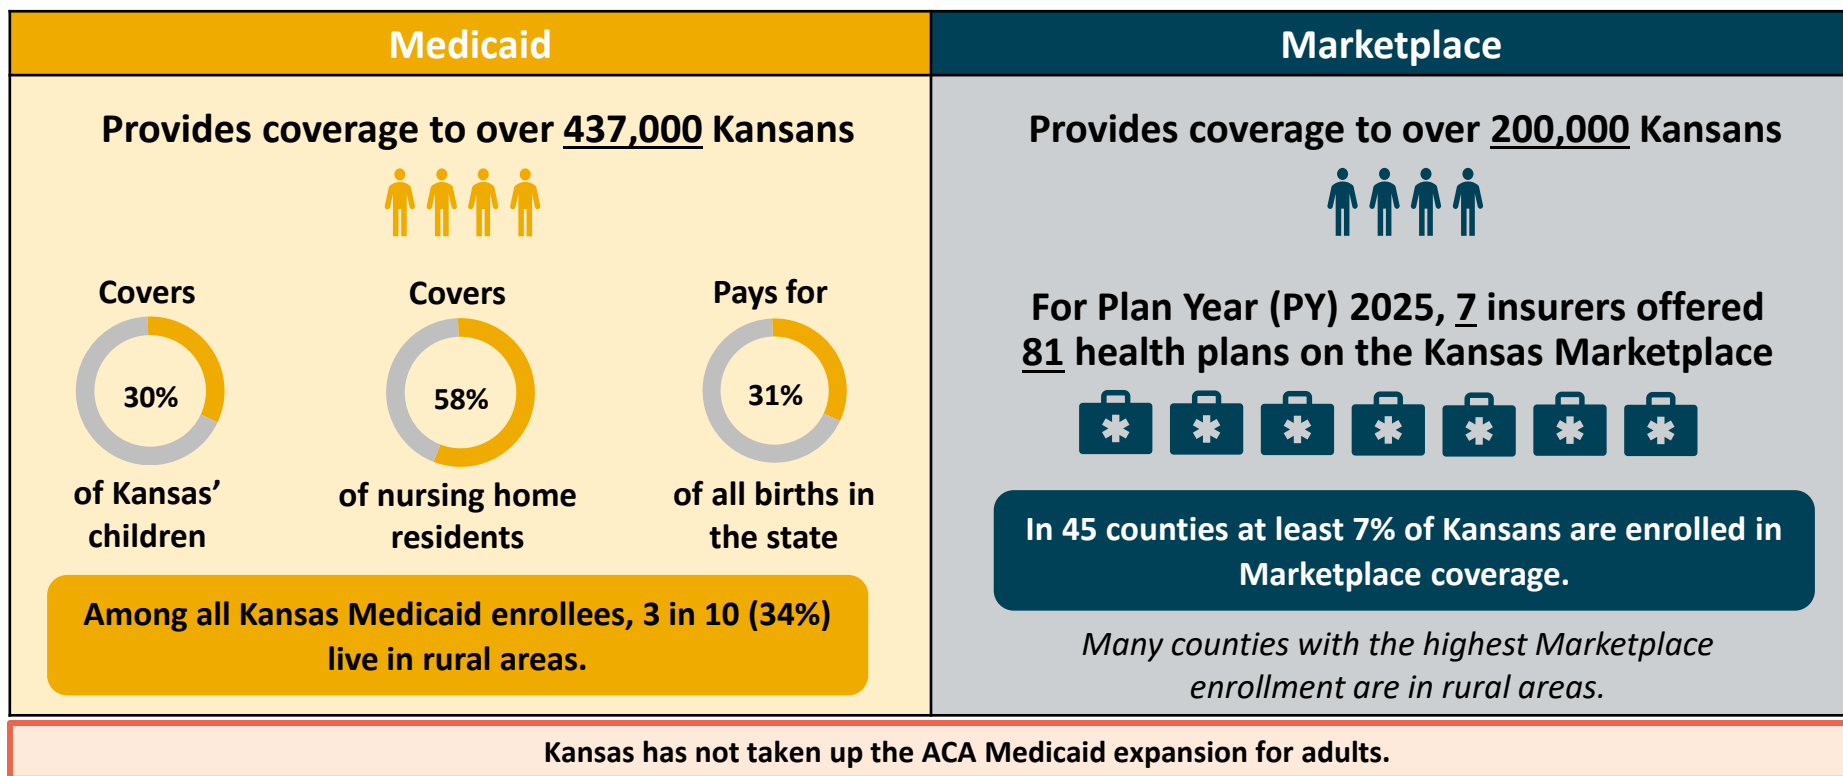 Medicaid
Provides coverage to over 437,000 Kansans
Covers
30%
of Kansas’
children
Covers
58%
of nursing home
residents
Pays for
31%
of all births in
the state
Among all Kansas Medicaid enrollees, 3 in 10 (34%)
live in rural areas.
Marketplace
Provides coverage to over 200,000 Kansans
For Plan Year (PY) 2025, 7 insurers offered
81 health plans on the Kansas Marketplace
In 45 counties at least 7% of Kansans are enrolled in
Marketplace coverage.
Many counties with the highest Marketplace
enrollment are in rural areas.
Kansas has not taken up the ACA Medicaid expansion for adults.